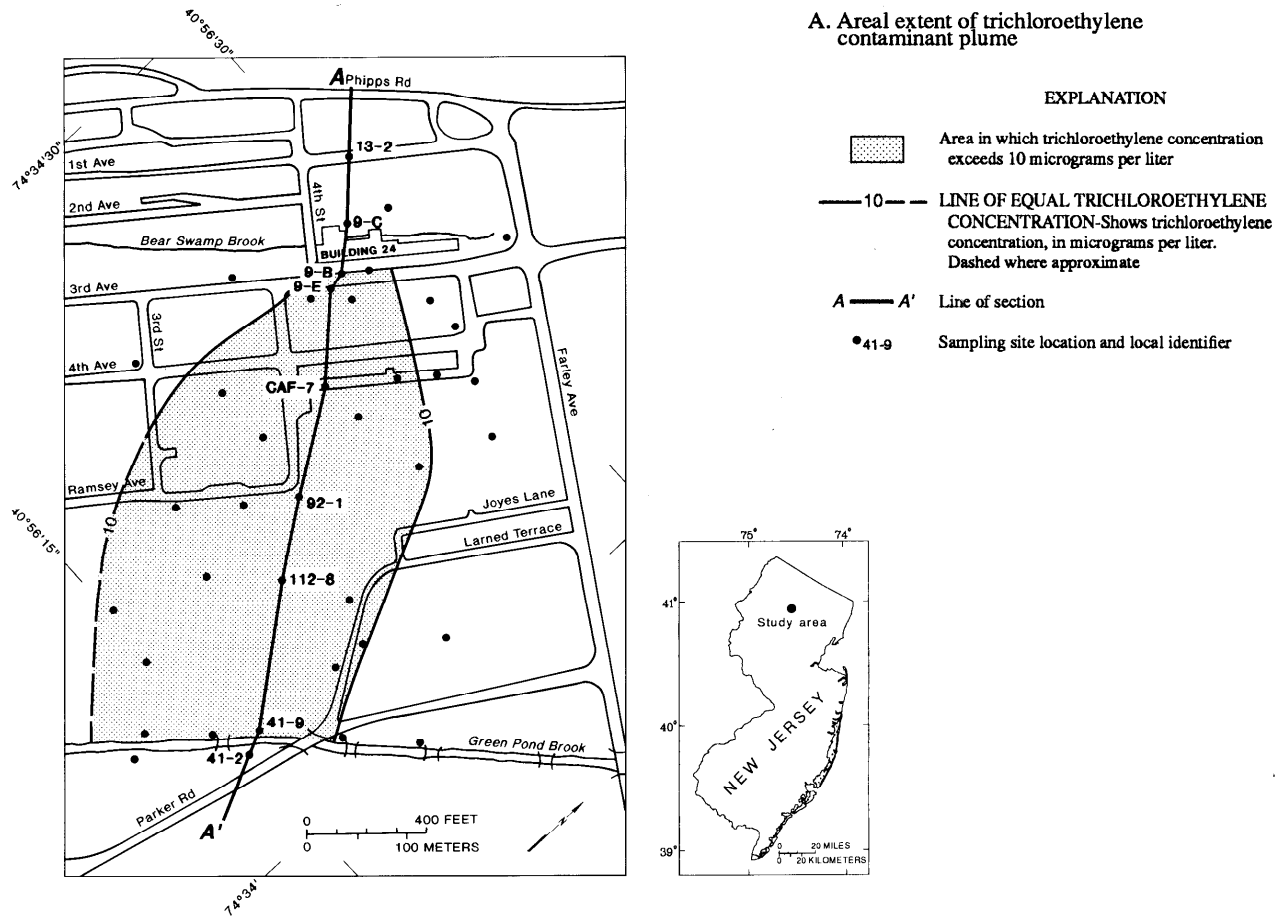 A. Areal extent of trichloroethylene
contaminant plume
EXPLANATION
Area in which trichloroethylene concentration
exceeds 10 micrograms per liter
10
LINE OF EQUAL TRICHLOROETHYLENE
CONCENTRATION-Shows trichloroethylene
concentration, in micrograms per liter.
Dashed where approximate
A A' Line of section
41-9 Sampling site location and local identifier
40°56'30"
74°34'30"
40°56'15"
74°34'
A
Phipps Rd
13-2
1st Ave
4th St
2nd Ave
9-C
Bear Swamp Brook
BUILDING 24
9-B
3rd Ave
9-E
3rd St
4th Ave
CAF-7
Farley Ave
10
Ramsey Ave
92-1
Joyes Lane
10
Larned Terrace
112-8
41-9
Green Pond Brook
41-2
Parker Rd
A'
0 400 FEET
0 100 METERS
N
75° 74°
41°
Study area
40°
NEW JERSEY
39°
0 20 MILES
0 20 KILOMETERS